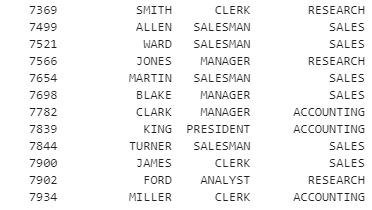 7369 SMITH CLERK RESEARCH
7499 ALLEN SALESMAN SALES
7521 WARD SALESMAN SALES
7566 JONES MANAGER RESEARCH
7654 MARTIN SALESMAN SALES
7698 BLAKE MANAGER SALES
7782 CLARK MANAGER ACCOUNTING
7839 KING PRESIDENT ACCOUNTING
7844 TURNER SALESMAN SALES
7900 JAMES CLERK SALES
7902 FORD ANALYST RESEARCH
7934 MILLER CLERK ACCOUNTING